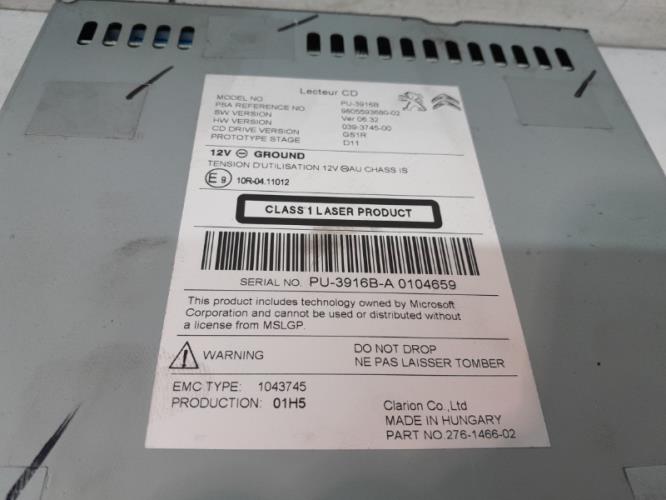 Lecteur CD
MODEL NO PU-3916B
PSA REFERENCE NO. 9805593680-02
SW VERSION Ver 06.32
HW VERSION 039-3745-00
CD DRIVE VERSION GS1R
PROTOTYPE STAGE D11
12V ⊖ GROUND
TENSION D'UTILISATION 12V ⊖AU CHASSIS
E9 10R-04.11012
CLASS 1 LASER PRODUCT
SERIAL NO. PU-3916B-A 0104659
This product includes technology owned by Microsoft
Corporation and cannot be used or distributed without
a license from MSLGP.
WARNING DO NOT DROP
NE PAS LAISSER TOMBER
EMC TYPE: 1043745
PRODUCTION: 01H5
Clarion Co.,Ltd
MADE IN HUNGARY
PART NO.276-1466-02